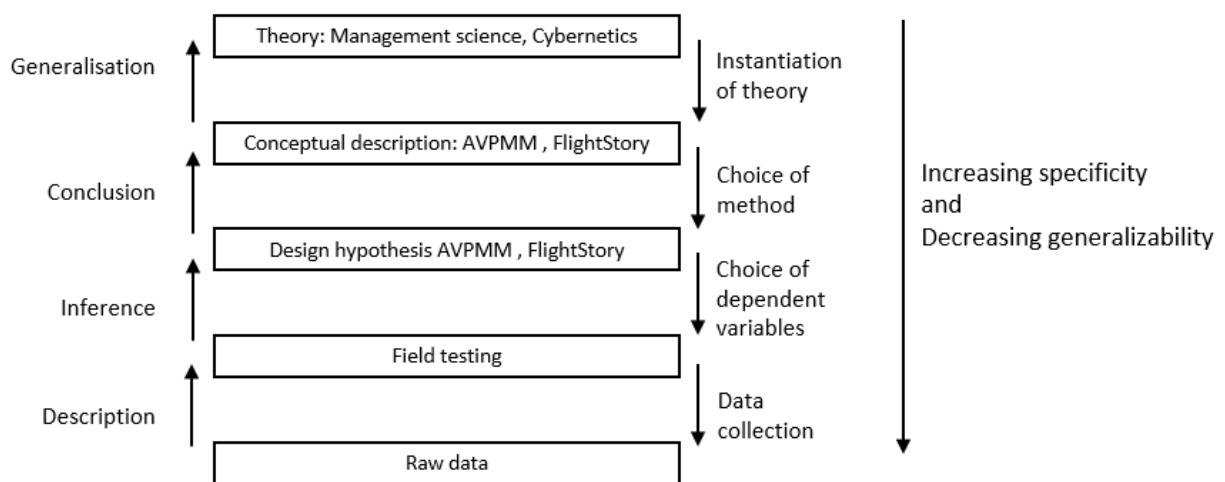 Theory: Management science, Cybernetics
Generalisation
Instantiation
of theory
Conceptual description: AVPMM , FlightStory
Conclusion
Choice of
method
Increasing specificity
and
Decreasing generalizability
Design hypothesis AVPMM , FlightStory
Inference
Choice of
dependent
variables
Field testing
Description
Data
collection
Raw data